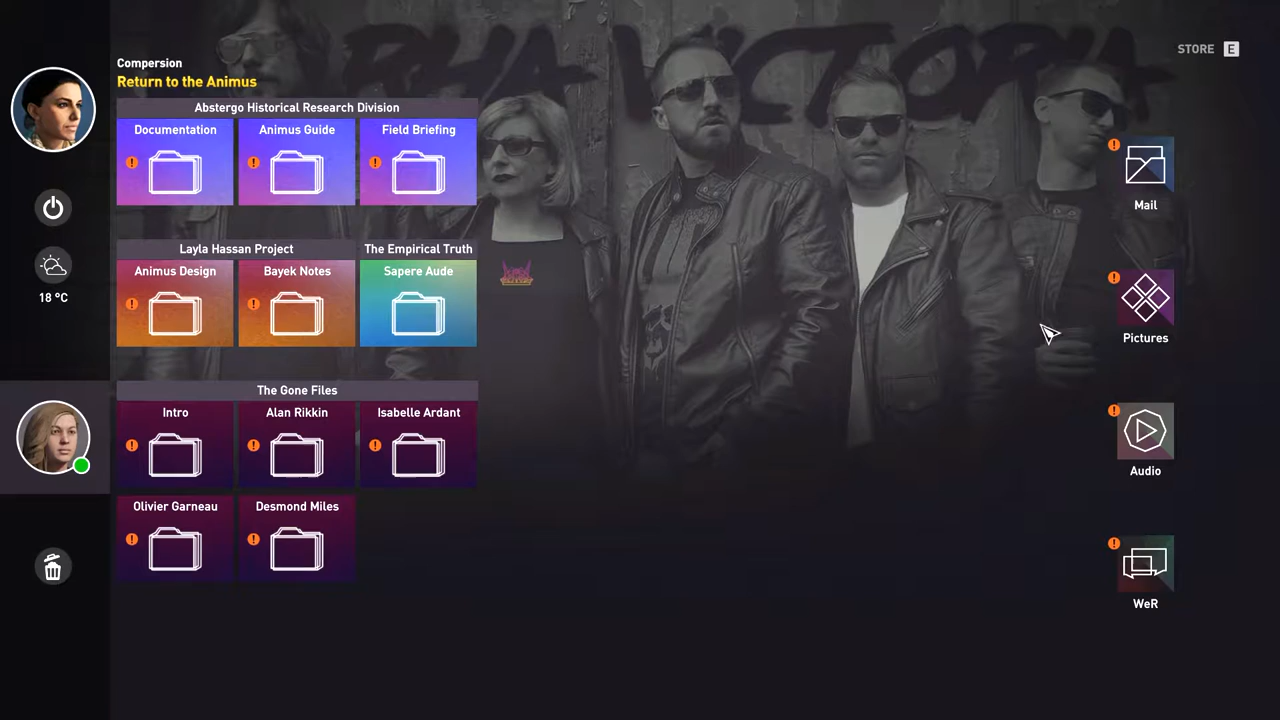 STORE E
Compersion
Return to the Animus
Abstergo Historical Research Division
Documentation
Animus Guide
Field Briefing
Layla Hassan Project
The Empirical Truth
Animus Design
Bayek Notes
Sapere Aude
The Gone Files
Intro
Alan Rikkin
Isabelle Ardant
Olivier Garneau
Desmond Miles
18 °C
Mail
Pictures
Audio
WeR